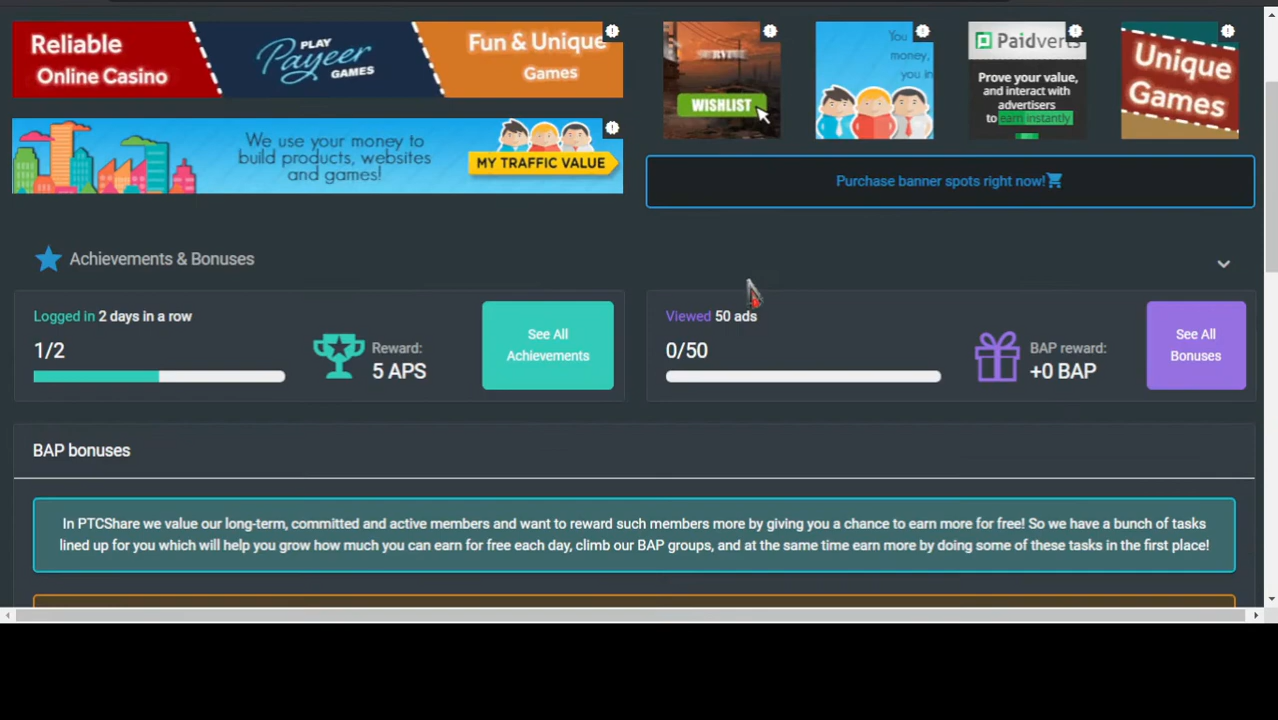 Reliable
Online Casino
PLAY
Payeer
GAMES
Fun & Unique
Games
SURVIVE
WISHLIST
You
money,
you in
Paidverts
Prove your value,
and interact with
advertisers
to earn instantly
Unique
Games
We use your money to
build products, websites
and games!
MY TRAFFIC VALUE
Purchase banner spots right now!
Achievements & Bonuses
Logged in 2 days in a row
1/2
Reward:
5 APS
See All
Achievements
Viewed 50 ads
0/50
BAP reward:
+0 BAP
See All
Bonuses
BAP bonuses
In PTCShare we value our long-term, committed and active members and want to reward such members more by giving you a chance to earn more for free! So we have a bunch of tasks
lined up for you which will help you grow how much you can earn for free each day, climb our BAP groups, and at the same time earn more by doing some of these tasks in the first place!